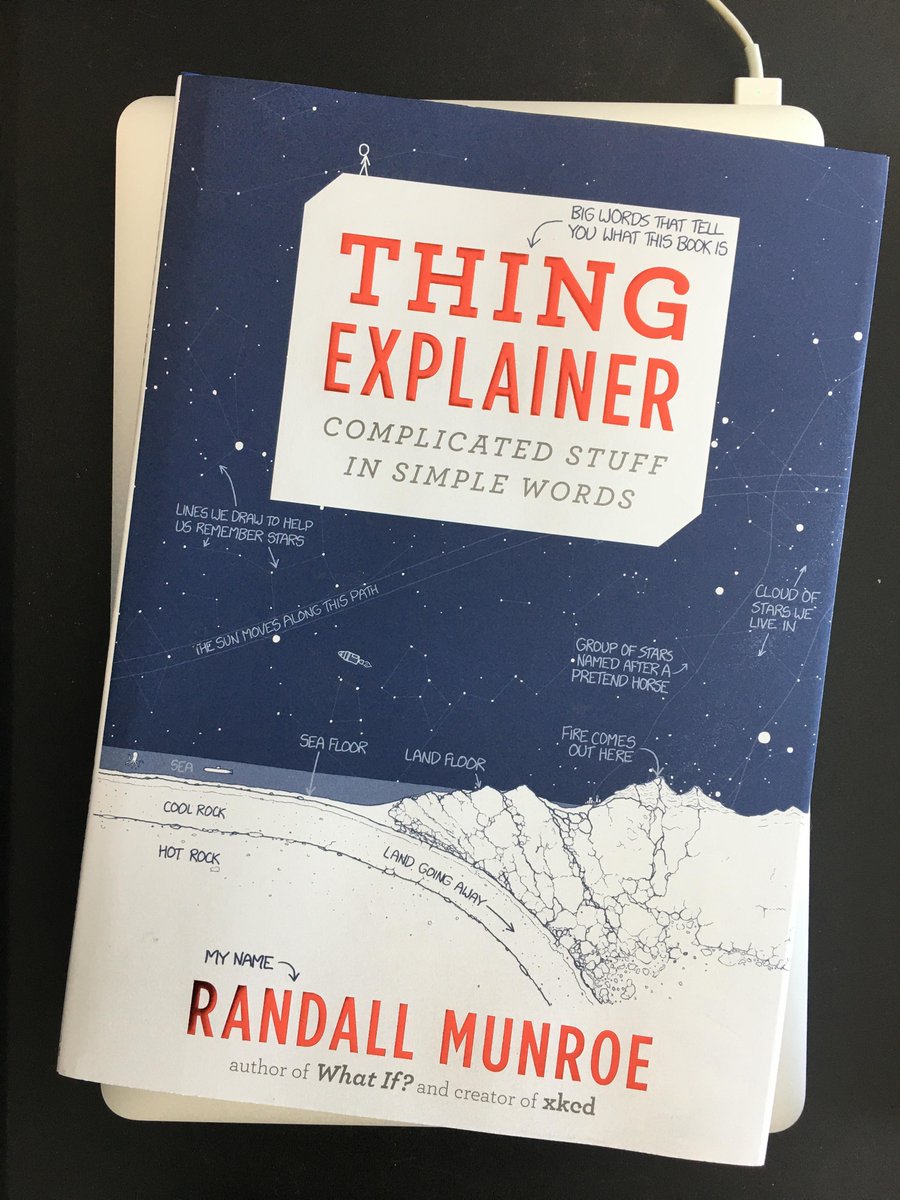 BIG WORDS THAT TELL
YOU WHAT THIS BOOK IS
THING
EXPLAINER
COMPLICATED STUFF
IN SIMPLE WORDS
LINES WE DRAW TO HELP
US REMEMBER STARS
THE SUN MOVES ALONG THIS PATH
CLOUD OF
STARS WE
LIVE IN
GROUP OF STARS
NAMED AFTER A
PRETEND HORSE
SEA FLOOR
LAND FLOOR
FIRE COMES
OUT HERE
SEA
COOL ROCK
HOT ROCK
LAND GOING AWAY
MY NAME
RANDALL MUNROE
author of What If? and creator of xkcd